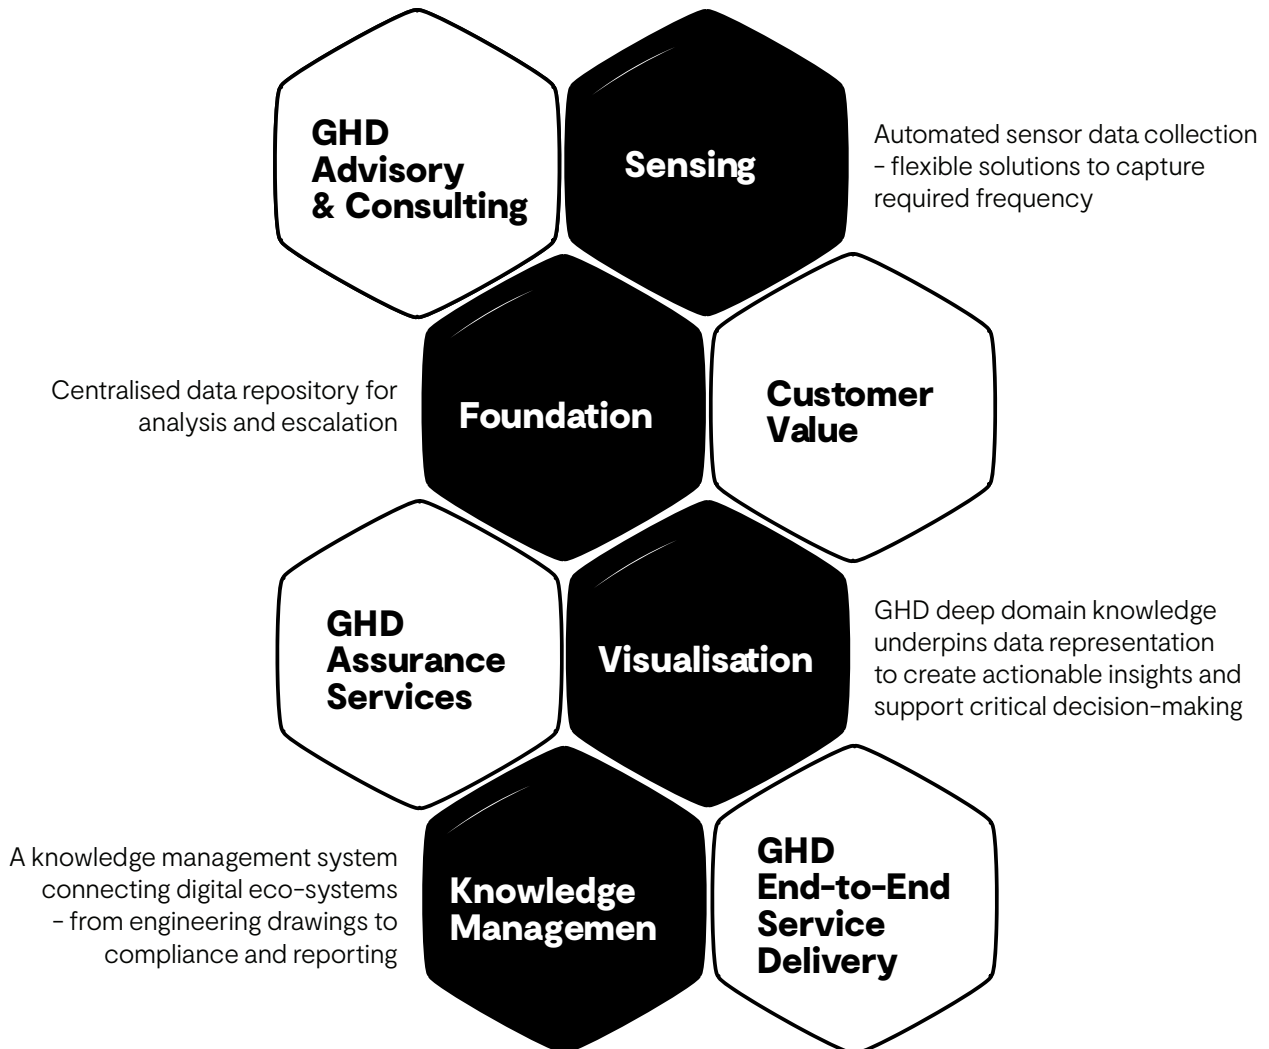 GHD
Advisory
& Consulting
Sensing
Automated sensor data collection
– flexible solutions to capture
required frequency
Centralised data repository for
analysis and escalation
Foundation
Customer
Value
GHD
Assurance
Services
Visualisation
GHD deep domain knowledge
underpins data representation
to create actionable insights and
support critical decision-making
A knowledge management system
connecting digital eco-systems
– from engineering drawings to
compliance and reporting
Knowledge
Managemen
GHD
End-to-End
Service
Delivery